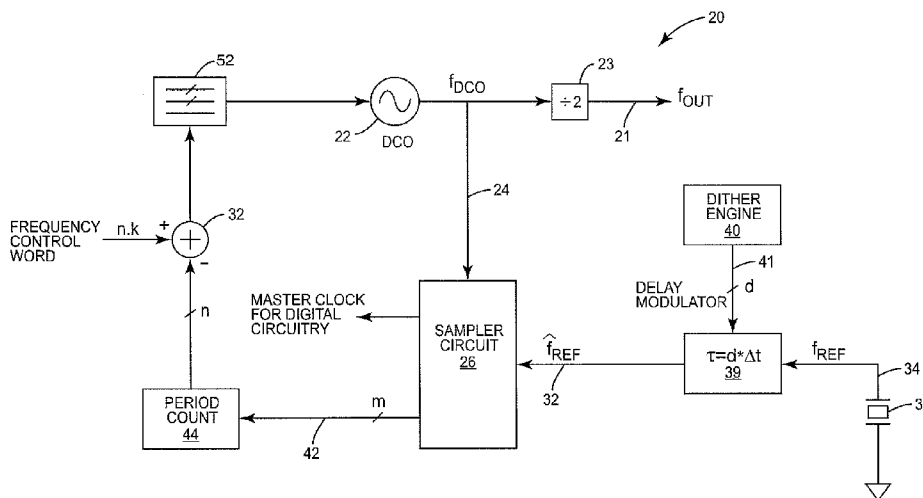 20
52
23
f_DCO
÷2
f_OUT
22
DCO
21
24
32
FREQUENCY
CONTROL
WORD
n.k
+
+
-
DITHER
ENGINE
40
41
DELAY
MODULATOR
d
n
MASTER CLOCK
FOR DIGITAL
CIRCUITRY
SAMPLER
CIRCUIT
26
f̂_REF
τ=d*Δt
39
f_REF
34
32
PERIOD
COUNT
44
m
42